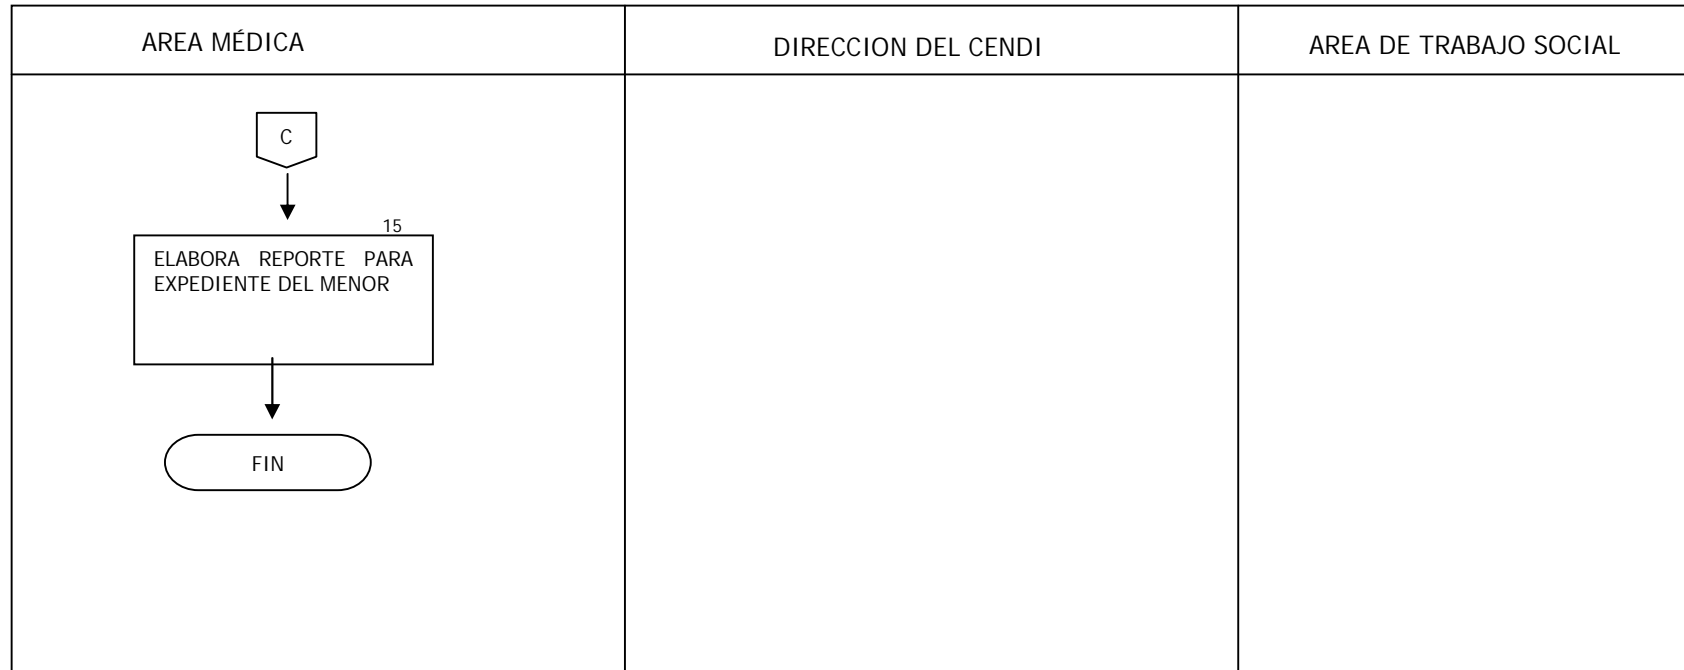 AREA MÉDICA
DIRECCION DEL CENDI
AREA DE TRABAJO SOCIAL
C
15
ELABORA REPORTE PARA
EXPEDIENTE DEL MENOR
FIN